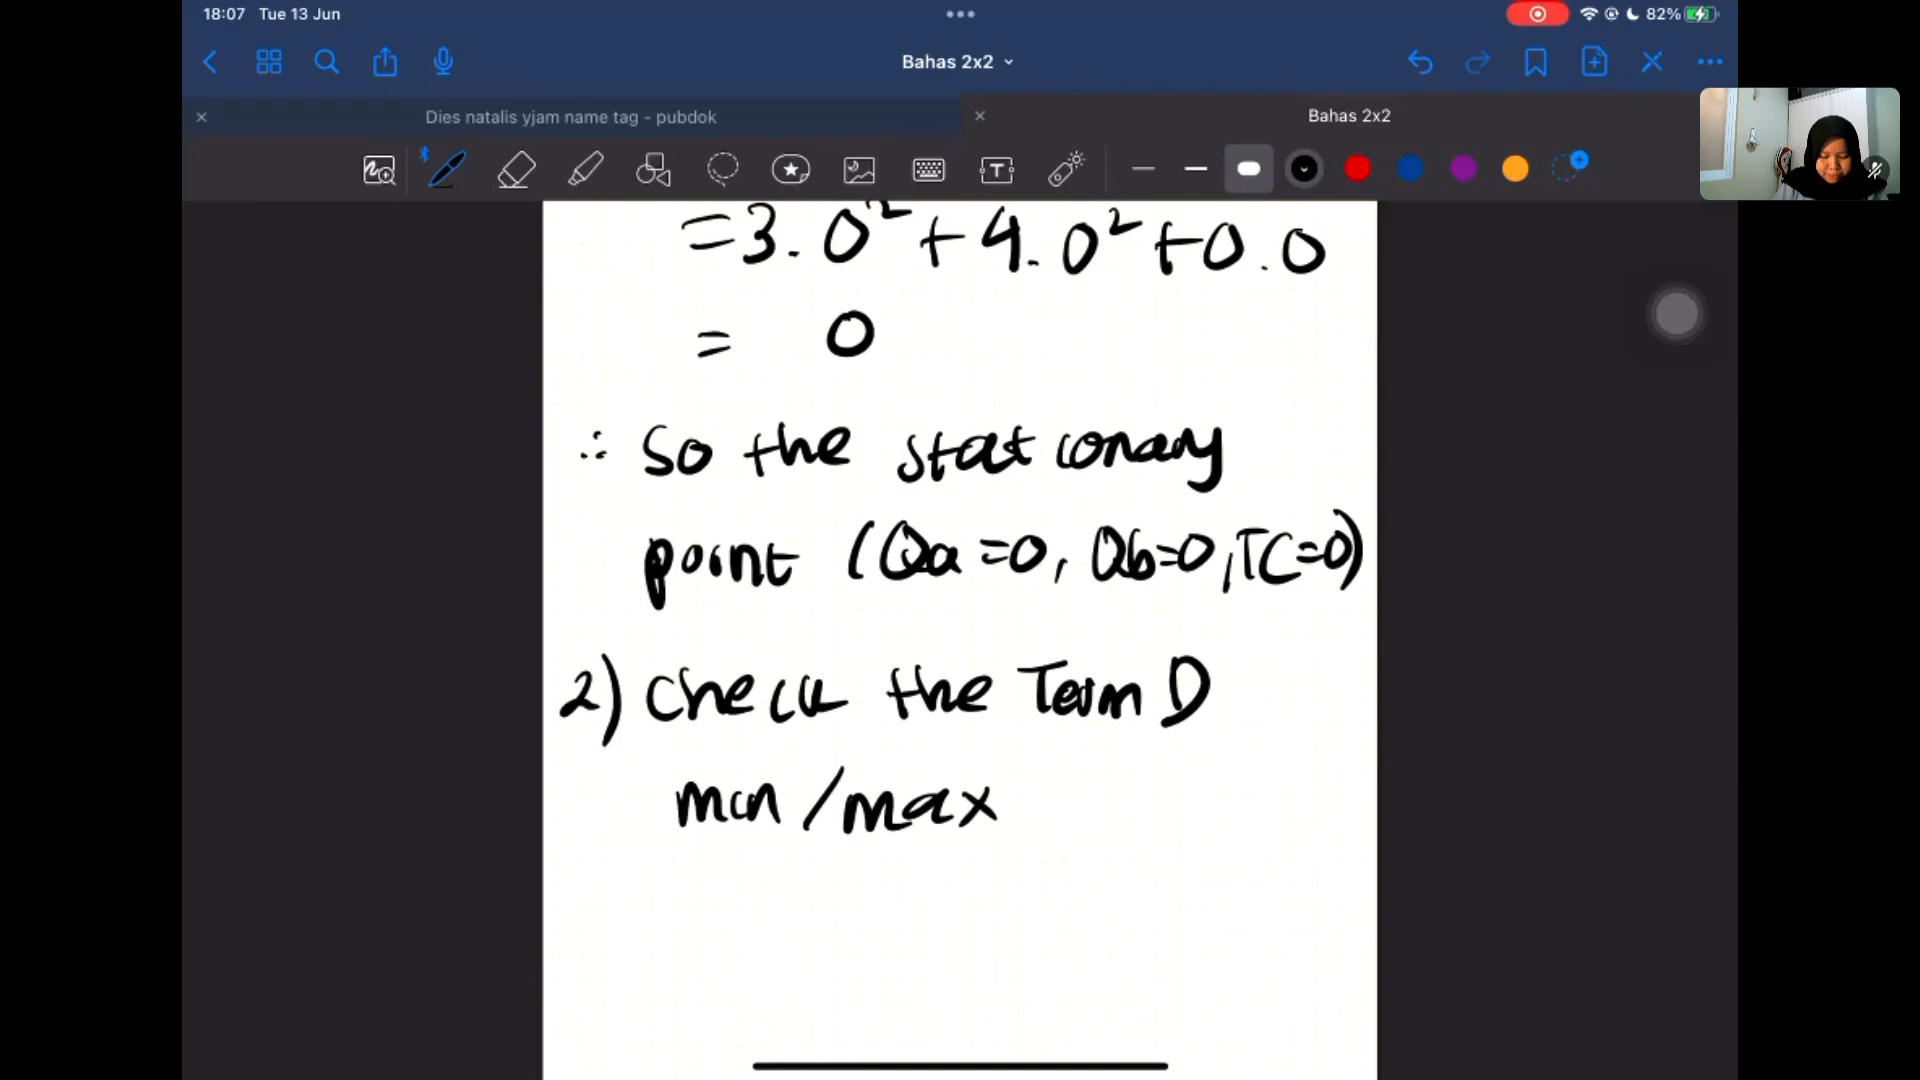 18:07 Tue 13 Jun
82%
Bahas 2x2
Dies natalis yjam name tag - pubdok
Bahas 2x2
=3. 0² + 4. 0² + 0.0
= 0
∴ So the stationary
point (Qa=0, Qb=0, TC=0)
2) Check the Term D
min/max